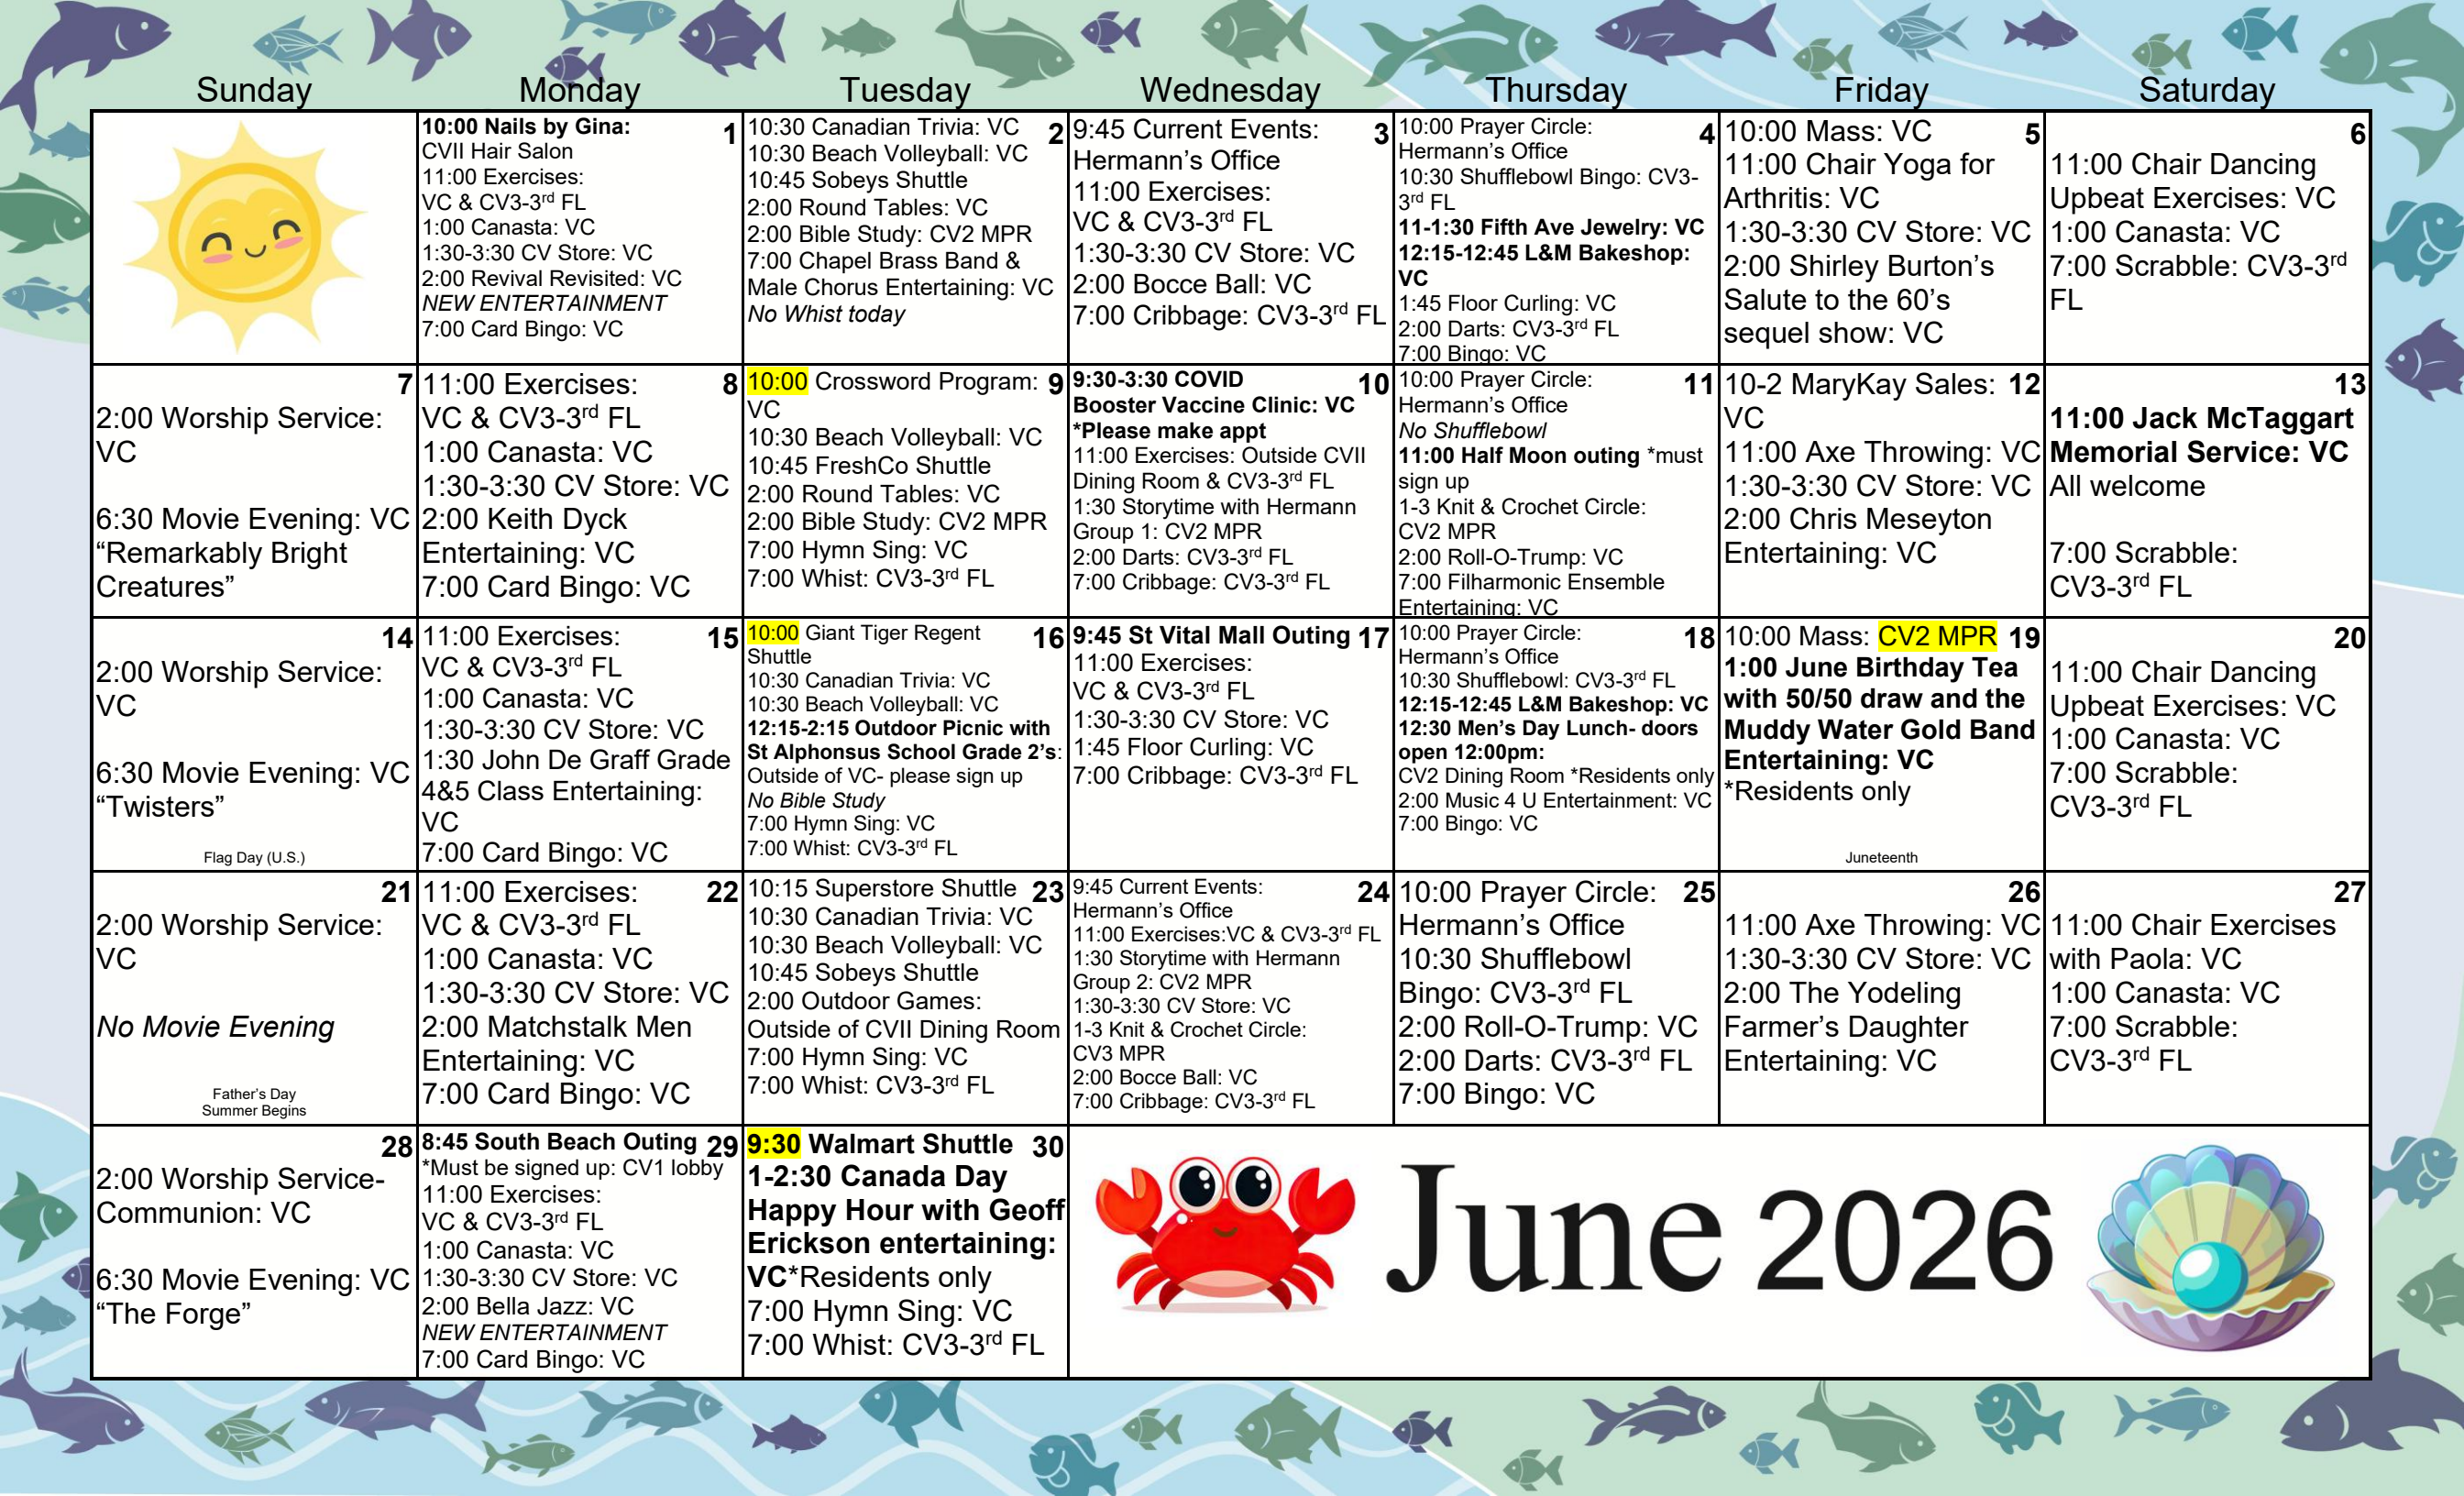 Sunday
Monday
Tuesday
Wednesday
Thursday
Friday
Saturday
10:00 Nails by Gina:
1
CVII Hair Salon
11:00 Exercises:
VC & CV3-3rd FL
1:00 Canasta: VC
1:30-3:30 CV Store: VC
2:00 Revival Revisited: VC
NEW ENTERTAINMENT
7:00 Card Bingo: VC
10:30 Canadian Trivia: VC
2
10:30 Beach Volleyball: VC
10:45 Sobeys Shuttle
2:00 Round Tables: VC
2:00 Bible Study: CV2 MPR
7:00 Chapel Brass Band &
Male Chorus Entertaining: VC
No Whist today
9:45 Current Events:
3
Hermann's Office
11:00 Exercises:
VC & CV3-3rd FL
1:30-3:30 CV Store: VC
2:00 Bocce Ball: VC
7:00 Cribbage: CV3-3rd FL
10:00 Prayer Circle:
4
Hermann's Office
10:30 Shufflebowl Bingo: CV3-
3rd FL
11-1:30 Fifth Ave Jewelry: VC
12:15-12:45 L&M Bakeshop:
VC
1:45 Floor Curling: VC
2:00 Darts: CV3-3rd FL
7:00 Bingo: VC
10:00 Mass: VC
5
11:00 Chair Yoga for
Arthritis: VC
1:30-3:30 CV Store: VC
2:00 Shirley Burton's
Salute to the 60's
sequel show: VC
6
11:00 Chair Dancing
Upbeat Exercises: VC
1:00 Canasta: VC
7:00 Scrabble: CV3-3rd
FL
7
2:00 Worship Service:
VC
6:30 Movie Evening: VC
“Remarkably Bright
Creatures”
11:00 Exercises:
8
VC & CV3-3rd FL
1:00 Canasta: VC
1:30-3:30 CV Store: VC
2:00 Keith Dyck
Entertaining: VC
7:00 Card Bingo: VC
10:00 Crossword Program:
9
VC
10:30 Beach Volleyball: VC
10:45 FreshCo Shuttle
2:00 Round Tables: VC
2:00 Bible Study: CV2 MPR
7:00 Hymn Sing: VC
7:00 Whist: CV3-3rd FL
9:30-3:30 COVID
10
Booster Vaccine Clinic: VC
*Please make appt
11:00 Exercises: Outside CVII
Dining Room & CV3-3rd FL
1:30 Storytime with Hermann
Group 1: CV2 MPR
2:00 Darts: CV3-3rd FL
7:00 Cribbage: CV3-3rd FL
10:00 Prayer Circle:
11
Hermann's Office
No Shufflebowl
11:00 Half Moon outing *must
sign up
1-3 Knit & Crochet Circle:
CV2 MPR
2:00 Roll-O-Trump: VC
7:00 Filharmonic Ensemble
Entertaining: VC
10-2 MaryKay Sales:
12
VC
11:00 Axe Throwing: VC
1:30-3:30 CV Store: VC
2:00 Chris Meseyton
Entertaining: VC
13
11:00 Jack McTaggart
Memorial Service: VC
All welcome
7:00 Scrabble:
CV3-3rd FL
14
2:00 Worship Service:
VC
6:30 Movie Evening: VC
“Twisters”
Flag Day (U.S.)
11:00 Exercises:
15
VC & CV3-3rd FL
1:00 Canasta: VC
1:30-3:30 CV Store: VC
1:30 John De Graff Grade
4&5 Class Entertaining:
VC
7:00 Card Bingo: VC
10:00 Giant Tiger Regent
16
Shuttle
10:30 Canadian Trivia: VC
10:30 Beach Volleyball: VC
12:15-2:15 Outdoor Picnic with
St Alphonsus School Grade 2's:
Outside of VC- please sign up
No Bible Study
7:00 Hymn Sing: VC
7:00 Whist: CV3-3rd FL
9:45 St Vital Mall Outing
17
11:00 Exercises:
VC & CV3-3rd FL
1:30-3:30 CV Store: VC
1:45 Floor Curling: VC
7:00 Cribbage: CV3-3rd FL
10:00 Prayer Circle:
18
Hermann's Office
10:30 Shufflebowl: CV3-3rd FL
12:15-12:45 L&M Bakeshop: VC
12:30 Men's Day Lunch- doors
open 12:00pm:
CV2 Dining Room *Residents only
2:00 Music 4 U Entertainment: VC
7:00 Bingo: VC
10:00 Mass: CV2 MPR
19
1:00 June Birthday Tea
with 50/50 draw and the
Muddy Water Gold Band
Entertaining: VC
*Residents only
Juneteenth
20
11:00 Chair Dancing
Upbeat Exercises: VC
1:00 Canasta: VC
7:00 Scrabble:
CV3-3rd FL
21
2:00 Worship Service:
VC
No Movie Evening
Father's Day
Summer Begins
11:00 Exercises:
22
VC & CV3-3rd FL
1:00 Canasta: VC
1:30-3:30 CV Store: VC
2:00 Matchstalk Men
Entertaining: VC
7:00 Card Bingo: VC
10:15 Superstore Shuttle
23
10:30 Canadian Trivia: VC
10:30 Beach Volleyball: VC
10:45 Sobeys Shuttle
2:00 Outdoor Games:
Outside of CVII Dining Room
7:00 Hymn Sing: VC
7:00 Whist: CV3-3rd FL
9:45 Current Events:
24
Hermann's Office
11:00 Exercises:VC & CV3-3rd FL
1:30 Storytime with Hermann
Group 2: CV2 MPR
1:30-3:30 CV Store: VC
1-3 Knit & Crochet Circle:
CV3 MPR
2:00 Bocce Ball: VC
7:00 Cribbage: CV3-3rd FL
10:00 Prayer Circle:
25
Hermann's Office
10:30 Shufflebowl
Bingo: CV3-3rd FL
2:00 Roll-O-Trump: VC
2:00 Darts: CV3-3rd FL
7:00 Bingo: VC
26
11:00 Axe Throwing: VC
1:30-3:30 CV Store: VC
2:00 The Yodeling
Farmer's Daughter
Entertaining: VC
27
11:00 Chair Exercises
with Paola: VC
1:00 Canasta: VC
7:00 Scrabble:
CV3-3rd FL
28
2:00 Worship Service-
Communion: VC
6:30 Movie Evening: VC
“The Forge”
8:45 South Beach Outing
29
*Must be signed up: CV1 lobby
11:00 Exercises:
VC & CV3-3rd FL
1:00 Canasta: VC
1:30-3:30 CV Store: VC
2:00 Bella Jazz: VC
NEW ENTERTAINMENT
7:00 Card Bingo: VC
9:30 Walmart Shuttle
30
1-2:30 Canada Day
Happy Hour with Geoff
Erickson entertaining:
VC*Residents only
7:00 Hymn Sing: VC
7:00 Whist: CV3-3rd FL
June 2026